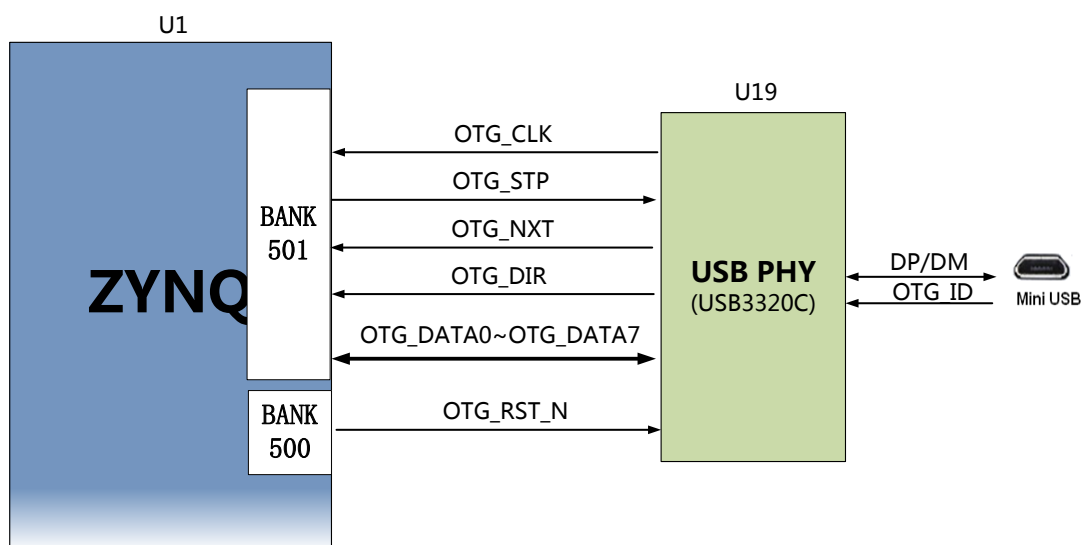 U1
U19
ZYNQ
BANK
501
BANK
500
OTG_CLK
OTG_STP
OTG_NXT
OTG_DIR
OTG_DATA0~OTG_DATA7
OTG_RST_N
USB PHY
(USB3320C)
DP/DM
OTG_ID
Mini USB